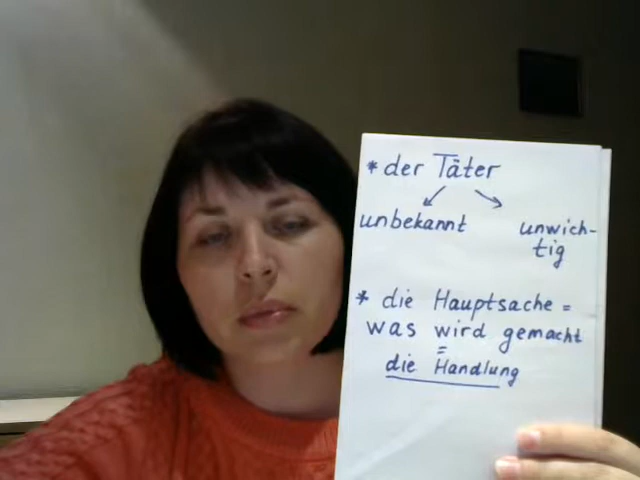 * der Täter
unbekannt unwich-
tig
* die Hauptsache =
was wird gemacht
=
die Handlung